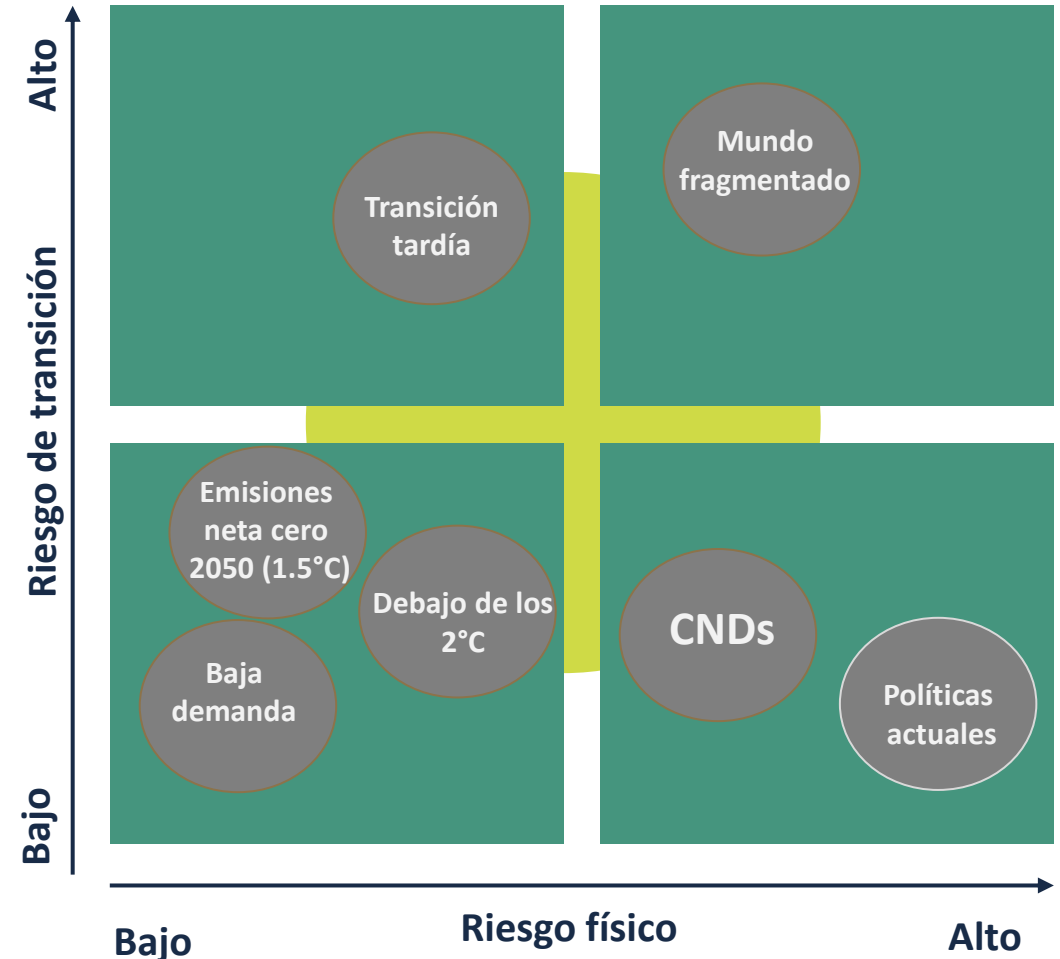 Alto
Riesgo de transición
Bajo
Transición
tardía
Mundo
fragmentado
Emisiones
neta cero
2050 (1.5°C)
Debajo de los
2°C
Baja
demanda
CNDs
Políticas
actuales
Bajo
Riesgo físico
Alto